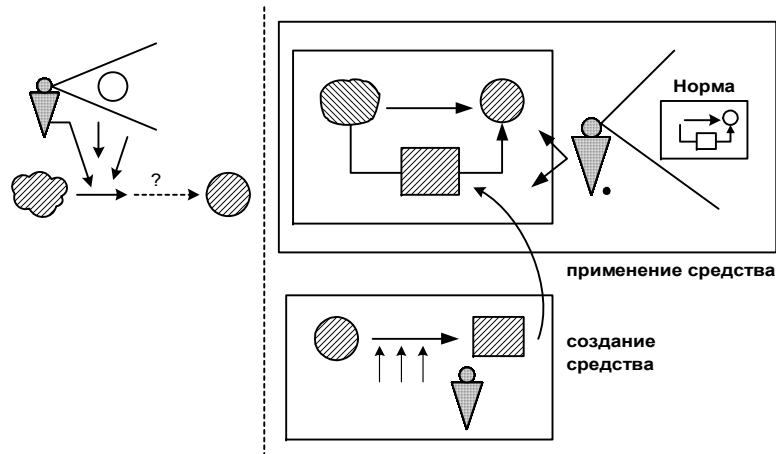 ?
Норма
применение средства
создание
средства